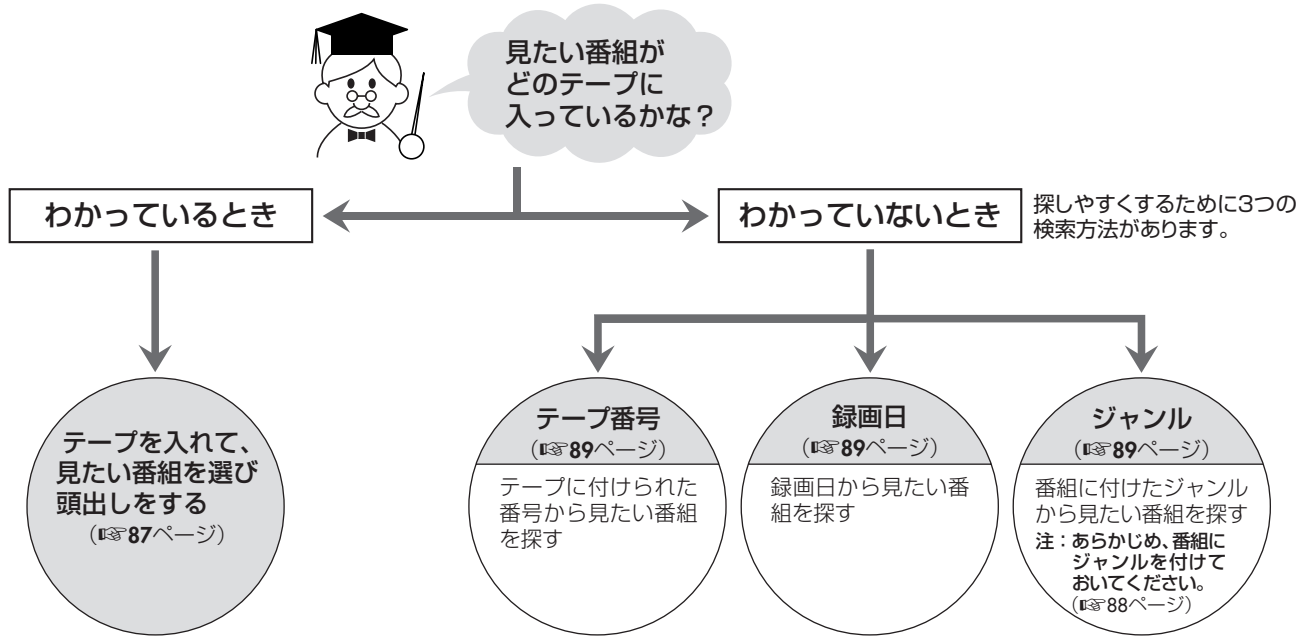 見たい番組が
どのテープに
入っているかな？
わかっているとき
わかっていないとき
探しやすくするために3つの
検索方法があります。
テープを入れて、
見たい番組を選び
頭出しをする
（☞87ページ）
テープ番号
（☞89ページ）
テープに付けられた
番号から見たい番組
を探す
録画日
（☞89ページ）
録画日から見たい番
組を探す
ジャンル
（☞89ページ）
番組に付けたジャンル
から見たい番組を探す
注：あらかじめ、番組に
ジャンルを付けて
おいてください。
（☞88ページ）